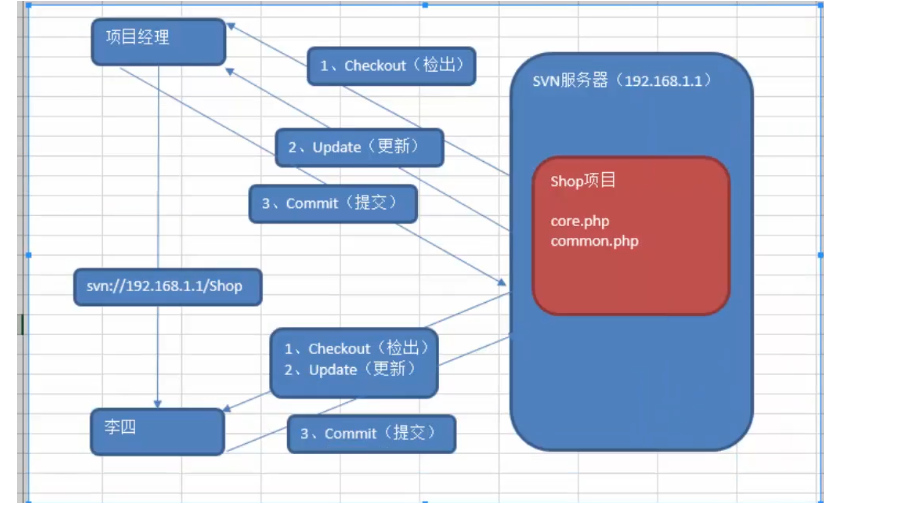 项目经理
1、Checkout（检出）
SVN服务器（192.168.1.1）
2、Update（更新）
Shop项目
3、Commit（提交）
core.php
common.php
svn://192.168.1.1/Shop
1、Checkout（检出）
2、Update（更新）
李四
3、Commit（提交）